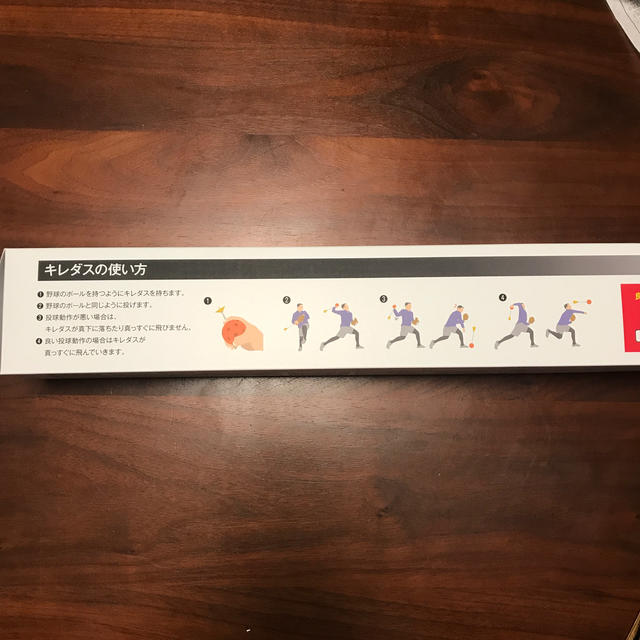 キレダスの使い方
❶ 野球のボールを持つようにキレダスを持ちます。
❷ 野球のボールと同じように投げます。
❸ 投球動作が悪い場合は、
キレダスが真下に落ちたり真っすぐに飛びません。
❹ 良い投球動作の場合はキレダスが
真っすぐに飛んでいきます。
❶
❷
❸
❹